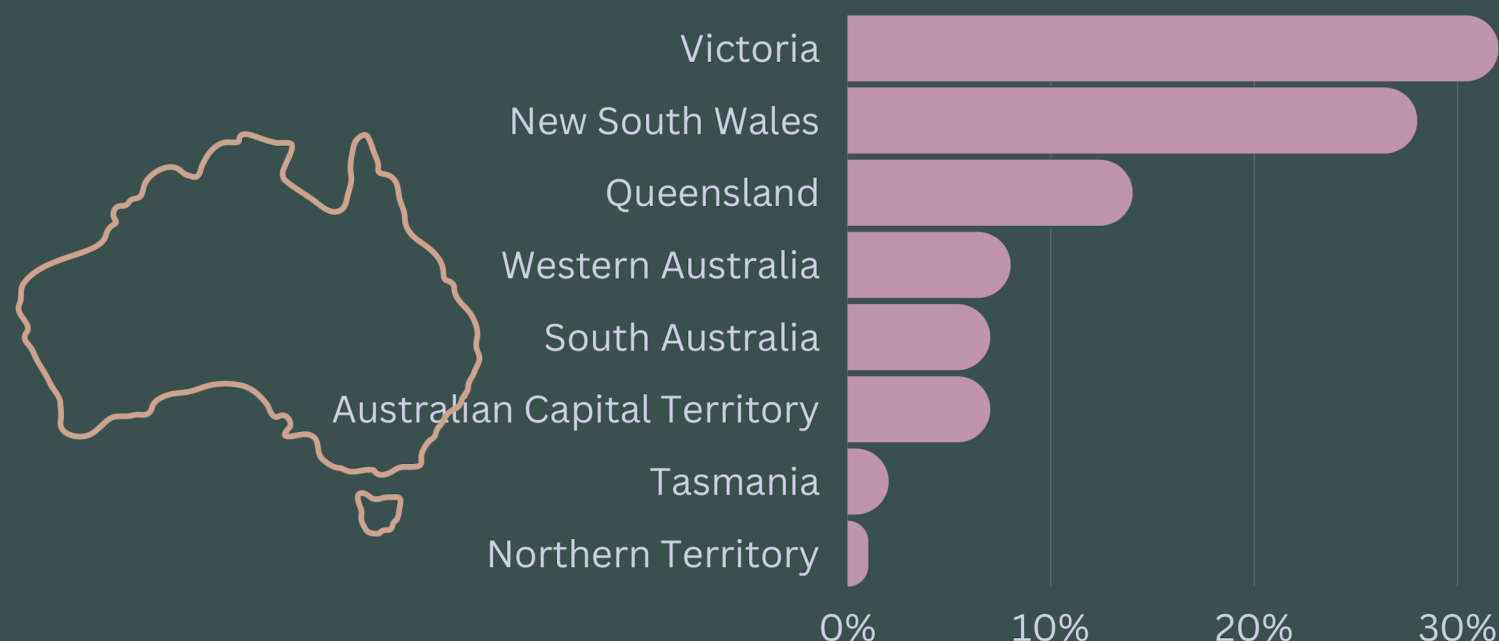 Victoria
New South Wales
Queensland
Western Australia
South Australia
Australian Capital Territory
Tasmania
Northern Territory
0% 10% 20% 30%